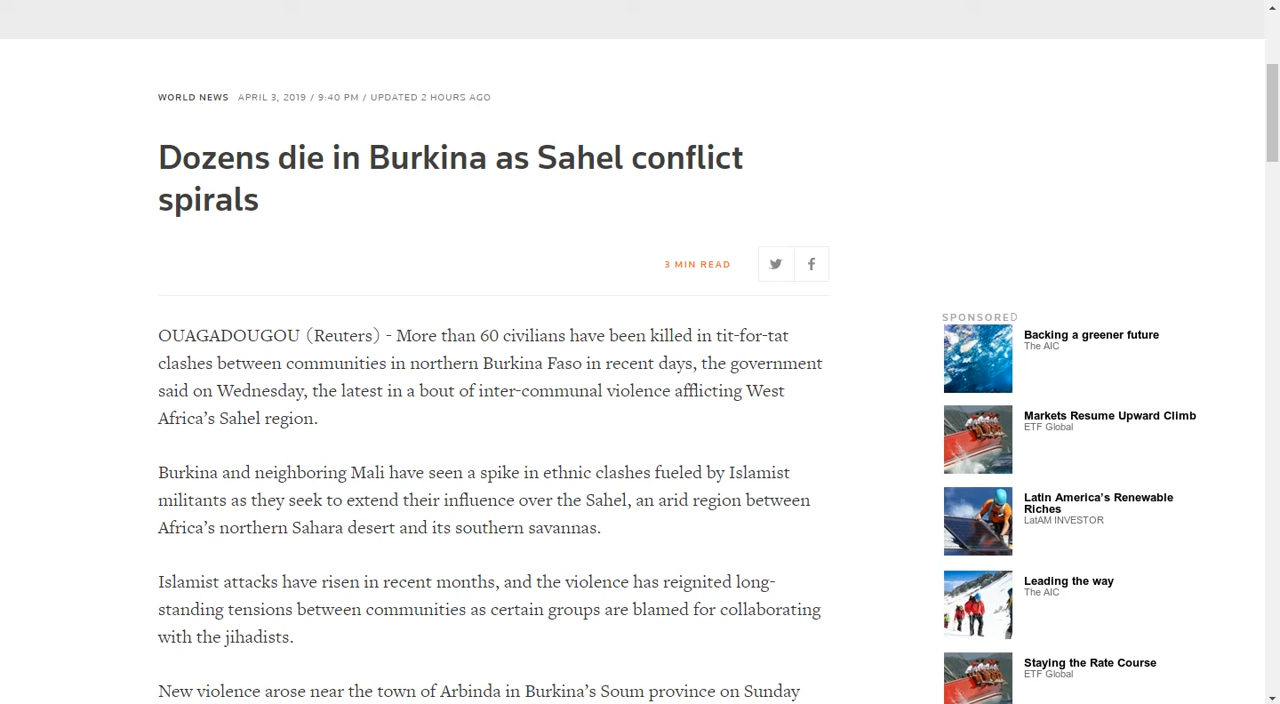 WORLD NEWS APRIL 3, 2019 / 9:40 PM / UPDATED 2 HOURS AGO
Dozens die in Burkina as Sahel conflict
spirals
3 MIN READ
OUAGADOUGOU (Reuters) - More than 60 civilians have been killed in tit-for-tat
clashes between communities in northern Burkina Faso in recent days, the government
said on Wednesday, the latest in a bout of inter-communal violence afflicting West
Africa’s Sahel region.
Burkina and neighboring Mali have seen a spike in ethnic clashes fueled by Islamist
militants as they seek to extend their influence over the Sahel, an arid region between
Africa’s northern Sahara desert and its southern savannas.
Islamist attacks have risen in recent months, and the violence has reignited long-
standing tensions between communities as certain groups are blamed for collaborating
with the jihadists.
New violence arose near the town of Arbinda in Burkina’s Soum province on Sunday
SPONSORED
Backing a greener future
The AIC
Markets Resume Upward Climb
ETF Global
Latin America’s Renewable
Riches
LatAM INVESTOR
Leading the way
The AIC
Staying the Rate Course
ETF Global